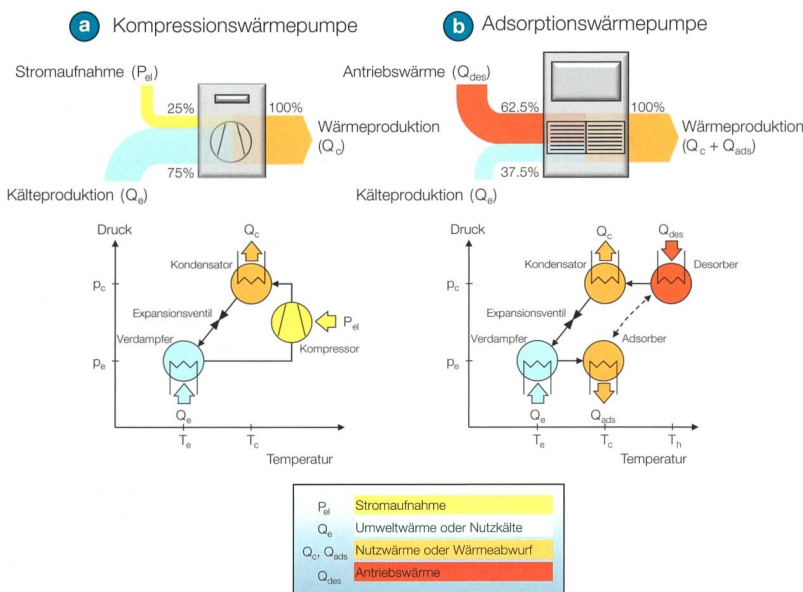 a Kompressionswärmepumpe
Stromaufnahme (Pel)
25%
100%
Wärmeproduktion
(Qc)
75%
Kälteproduktion (Qe)
Druck
Qc
Kondensator
pc
Expansionsventil
Pel
Verdampfer
Kompressor
pe
Qe
Te
Tc
Temperatur
b Adsorptionswärmepumpe
Antriebswärme (Qdes)
62.5%
100%
Wärmeproduktion
(Qc + Qads)
37.5%
Kälteproduktion (Qe)
Druck
Qc
Qdes
Kondensator
Desorber
pc
Expansionsventil
Verdampfer
Adsorber
pe
Qe
Qads
Te
Tc
Th
Temperatur
Pel Stromaufnahme
Qe Umweltwärme oder Nutzkälte
Qc, Qads Nutzwärme oder Wärmeabwurf
Qdes Antriebswärme